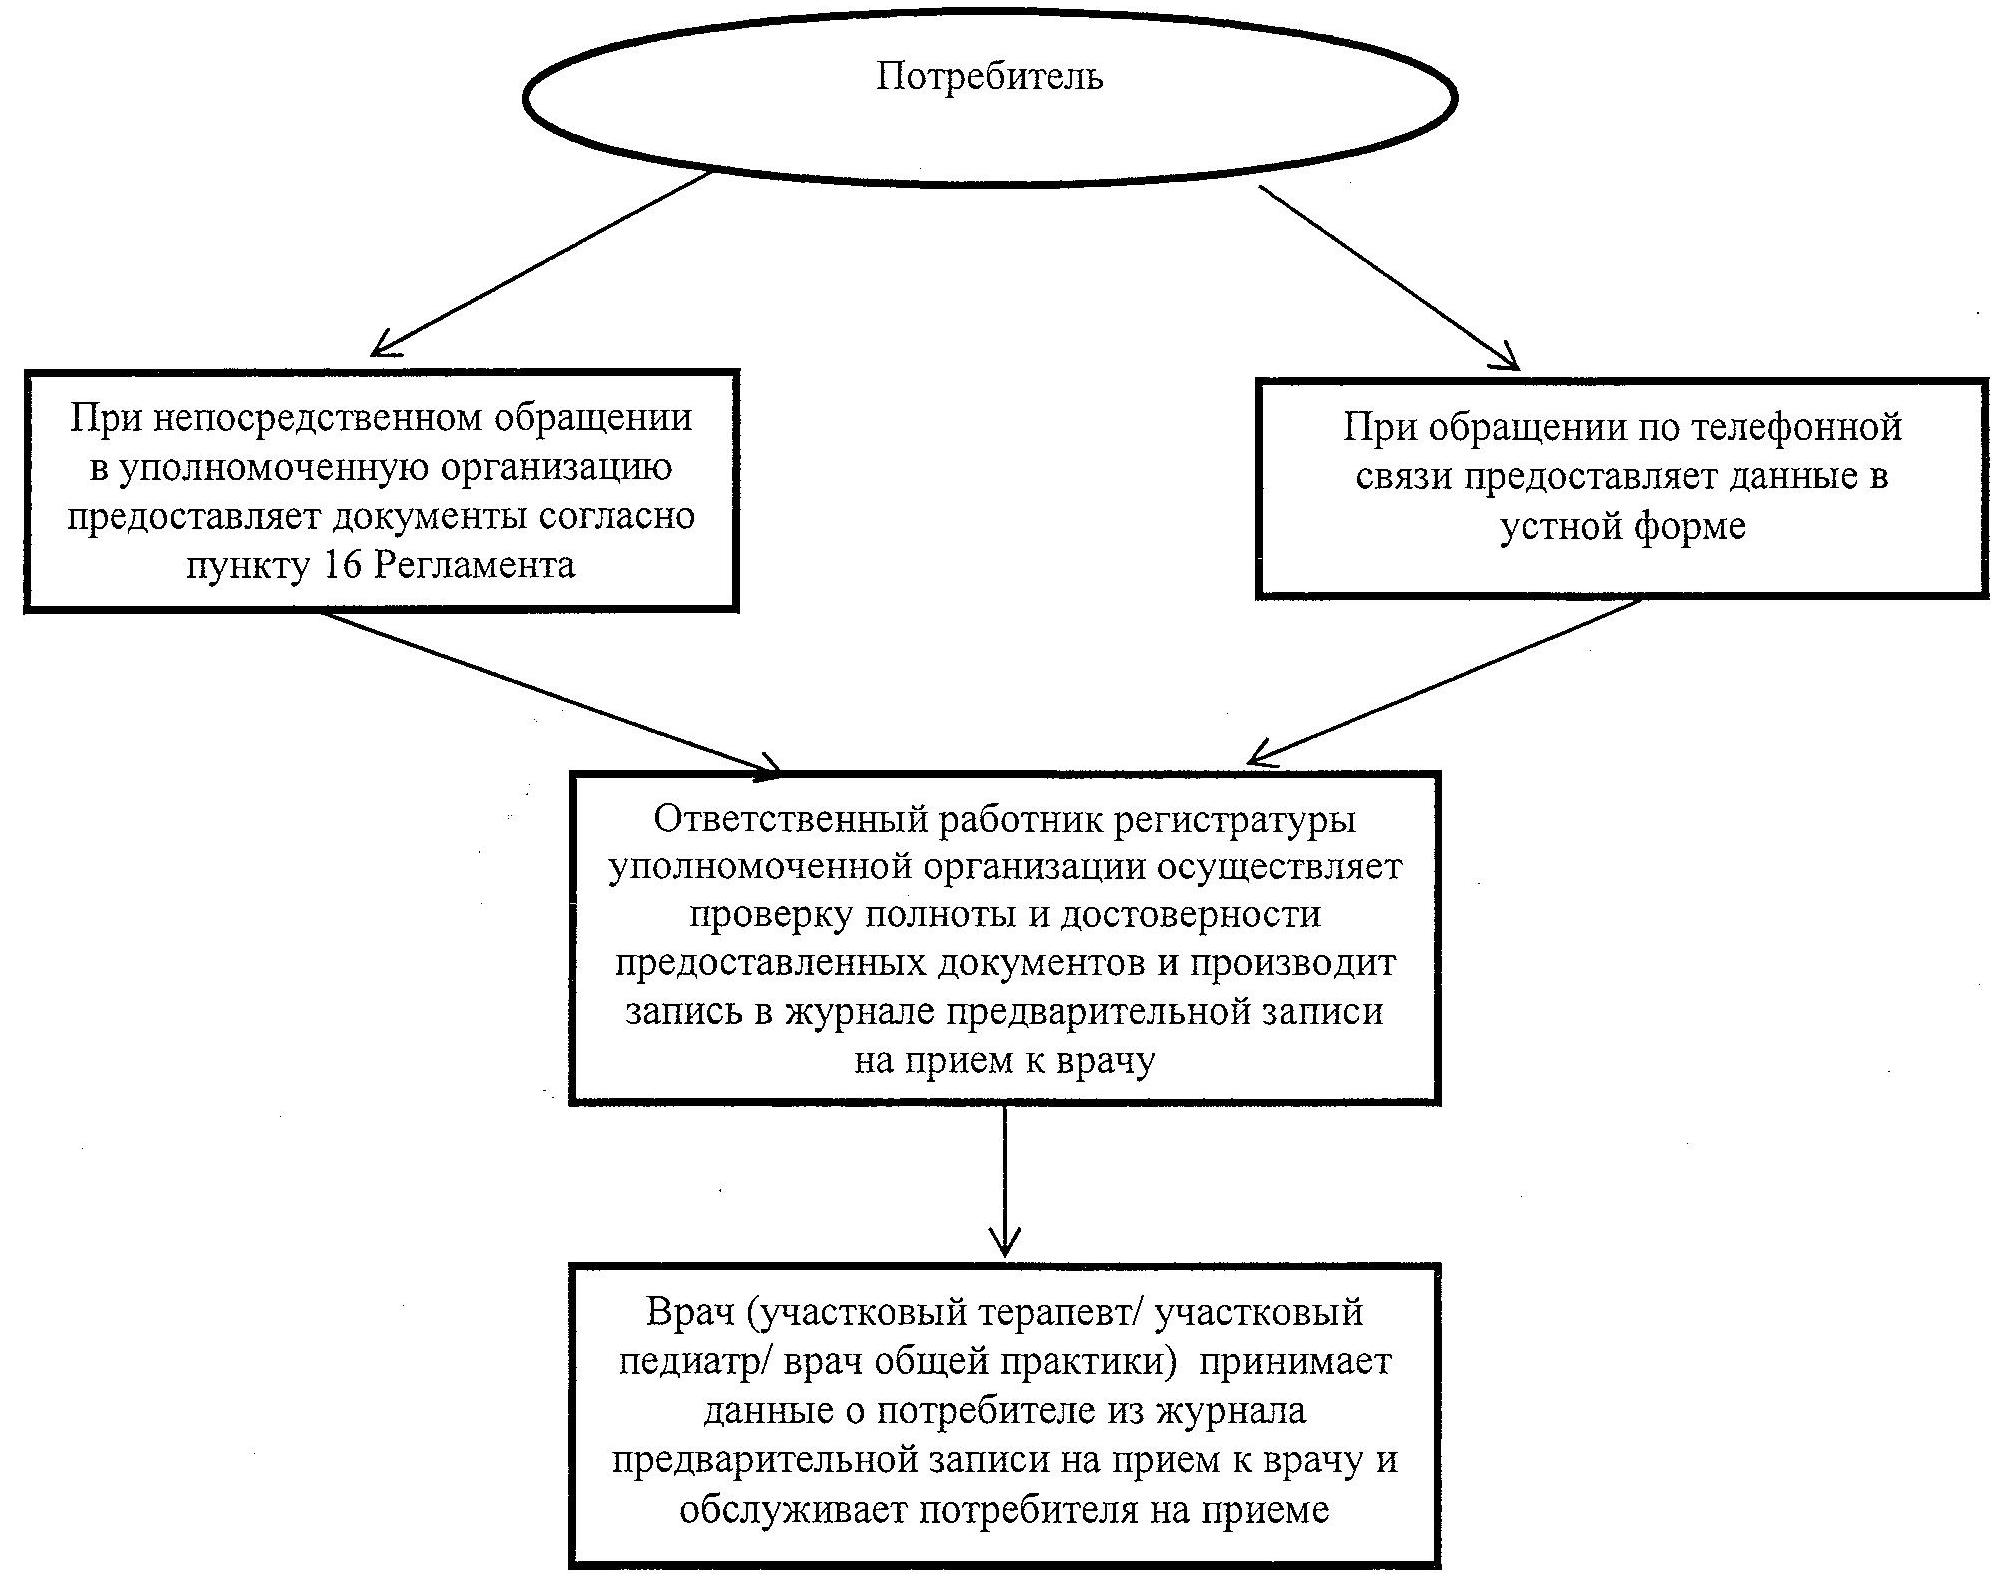 Потребитель
При непосредственном обращении
в уполномоченную организацию
предоставляет документы согласно
пункту 16 Регламента
При обращении по телефонной
связи предоставляет данные в
устной форме
Ответственный работник регистратуры
уполномоченной организации осуществляет
проверку полноты и достоверности
предоставленных документов и производит
запись в журнале предварительной записи
на прием к врачу
Врач (участковый терапевт/ участковый
педиатр/ врач общей практики)  принимает
данные о потребителе из журнала
предварительной записи на прием к врачу и
обслуживает потребителя на приеме